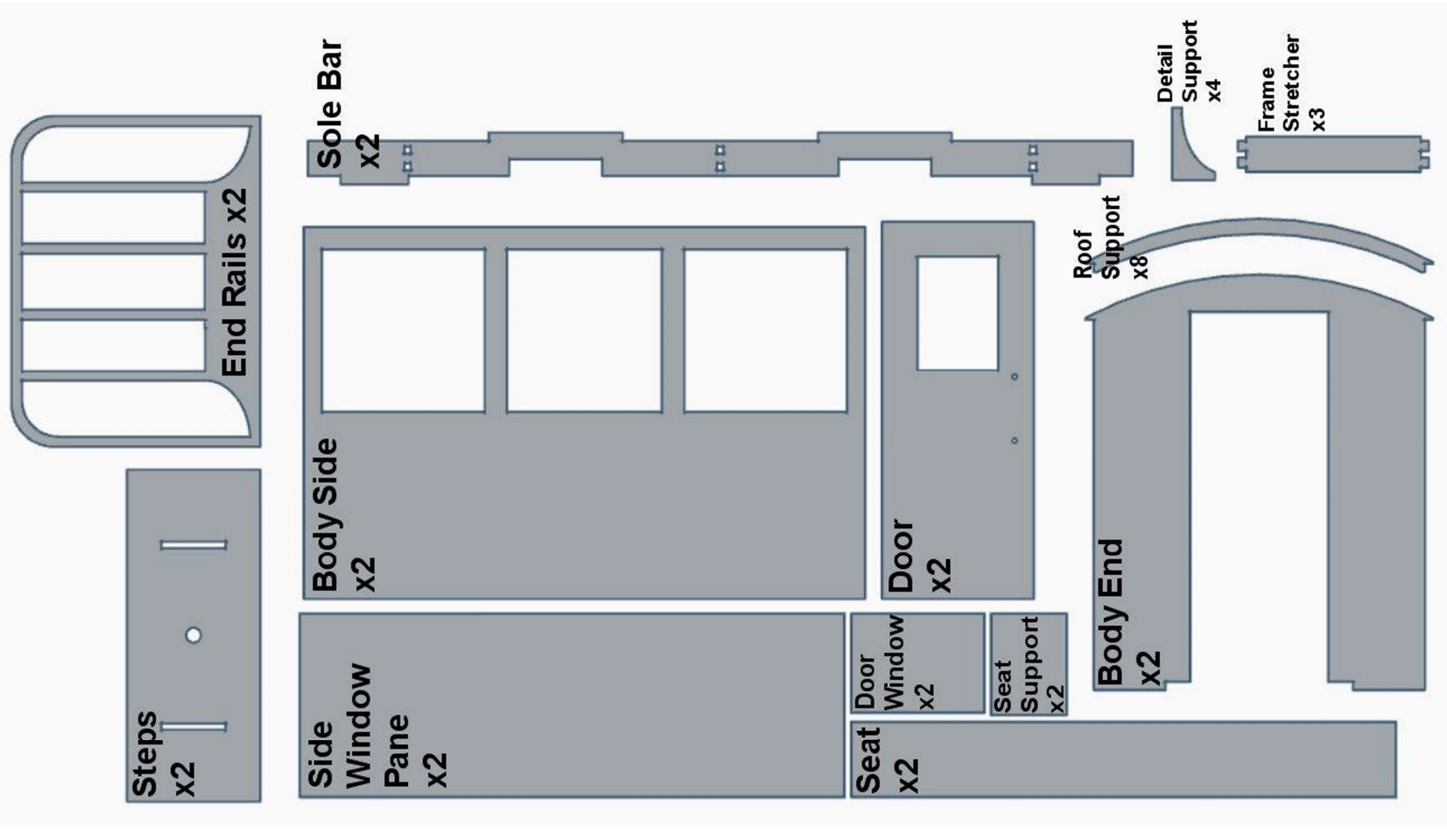 End Rails x2
Sole Bar
x2
Detail
Support
x4
Frame
Stretcher
x3
Roof
Support
x8
Body Side
x2
Door
x2
Body End
x2
Steps
x2
Side
Window
Pane
x2
Door
Window
x2
Seat
Support
x2
Seat
x2